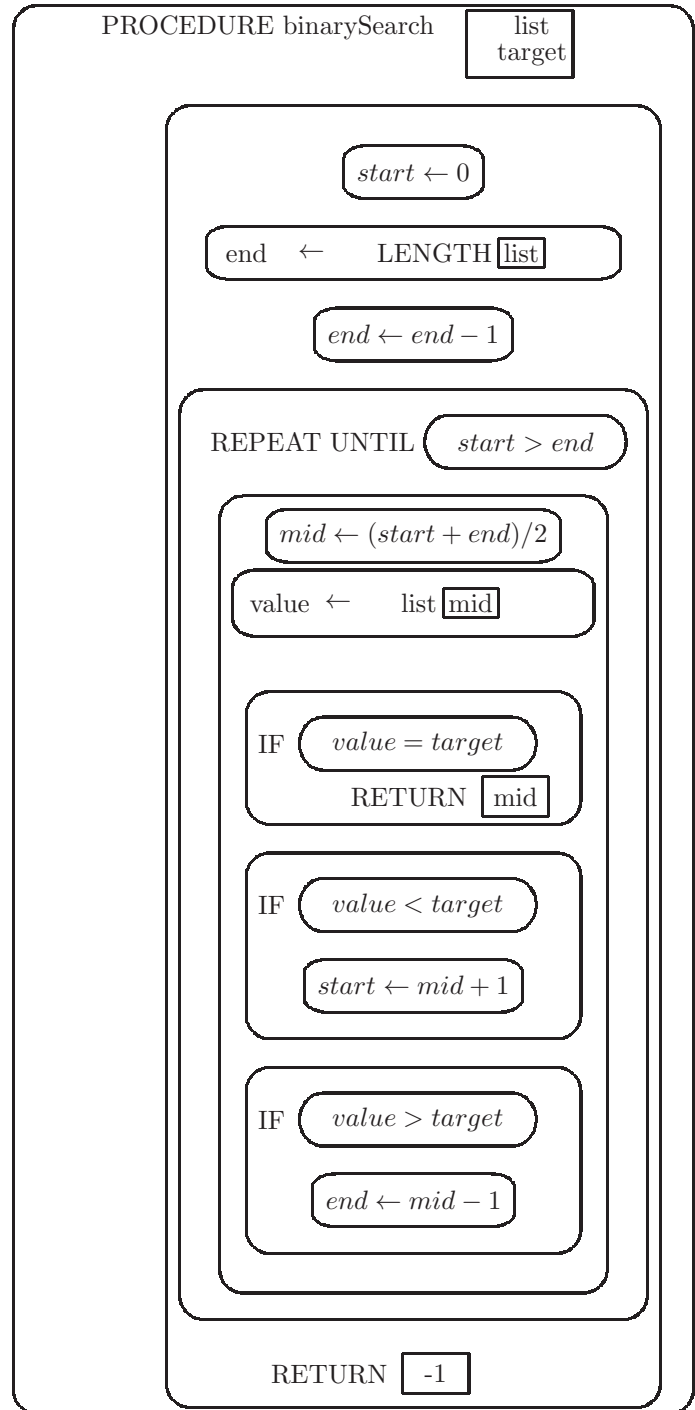 PROCEDURE binarySearch list
target
start ← 0
end ← LENGTH list
end ← end − 1
REPEAT UNTIL start > end
mid ← (start + end)/2
value ← list mid
IF value = target
RETURN mid
IF value < target
start ← mid + 1
IF value > target
end ← mid − 1
RETURN -1